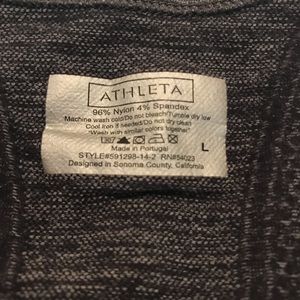 ATHLETA
96% Nylon 4% Spandex
Machine wash cold/Do not bleach/Tumble dry low
Cool iron if needed/Do not dry clean
"Wash with similar colors together"
L
Made in Portugal
STYLE#591298-14-2 RN#54023
Designed in Sonoma County, California